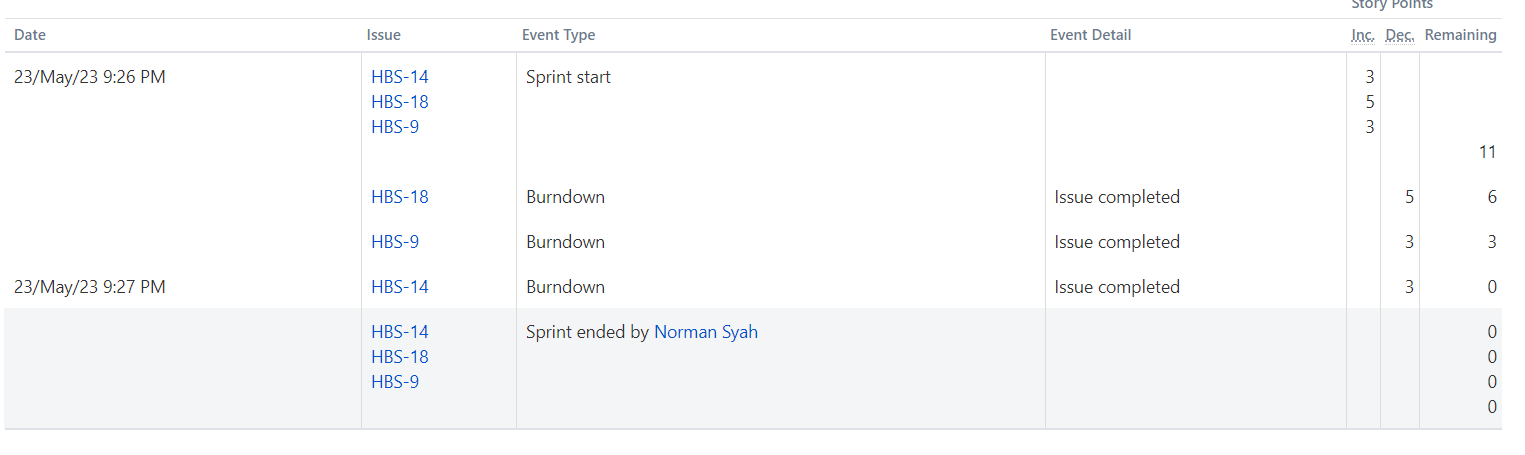 Story Points
Date Issue Event Type Event Detail Inc. Dec. Remaining
23/May/23 9:26 PM HBS-14 Sprint start 3
HBS-18 5
HBS-9 3
11
HBS-18 Burndown Issue completed 5 6
HBS-9 Burndown Issue completed 3 3
23/May/23 9:27 PM HBS-14 Burndown Issue completed 3 0
HBS-14 Sprint ended by Norman Syah 0
HBS-18 0
HBS-9 0
0